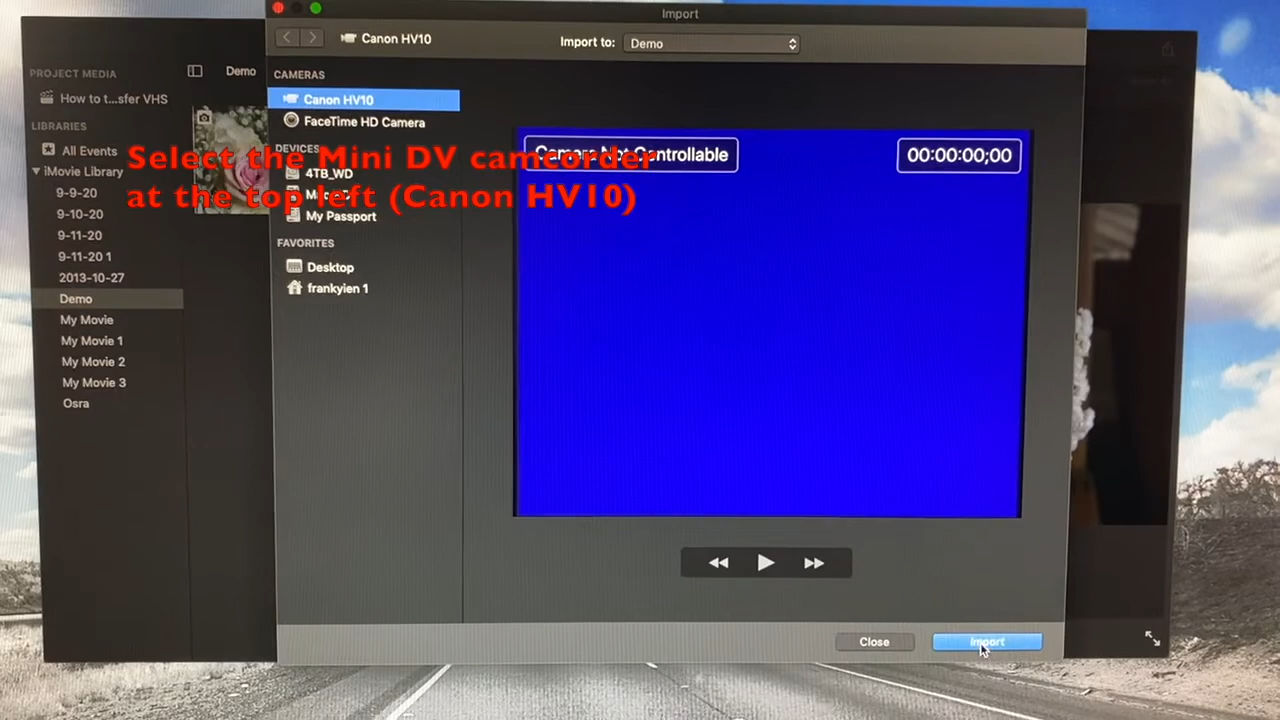 Import
Canon HV10
Import to:
Demo
PROJECT MEDIA
How to t...sfer VHS
LIBRARIES
All Events
iMovie Library
9-9-20
9-10-20
9-11-20
9-11-20 1
2013-10-27
Demo
My Movie
My Movie 1
My Movie 2
My Movie 3
Osra
Demo
CAMERAS
Canon HV10
FaceTime HD Camera
DEVICES
4TB_WD
My Passport
FAVORITES
Desktop
frankyien 1
Select the Mini DV camcorder
at the top left (Canon HV10)
Camera Not Controllable
00:00:00;00
Close
Import